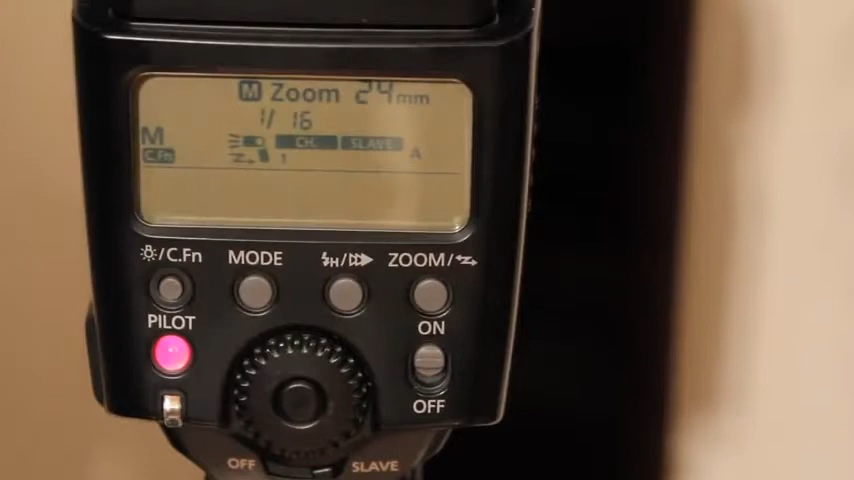 M Zoom 24mm
1/ 16
M
C.Fn CH. SLAVE
1 A
/C.Fn MODE H/ ZOOM/
PILOT ON
OFF
OFF SLAVE